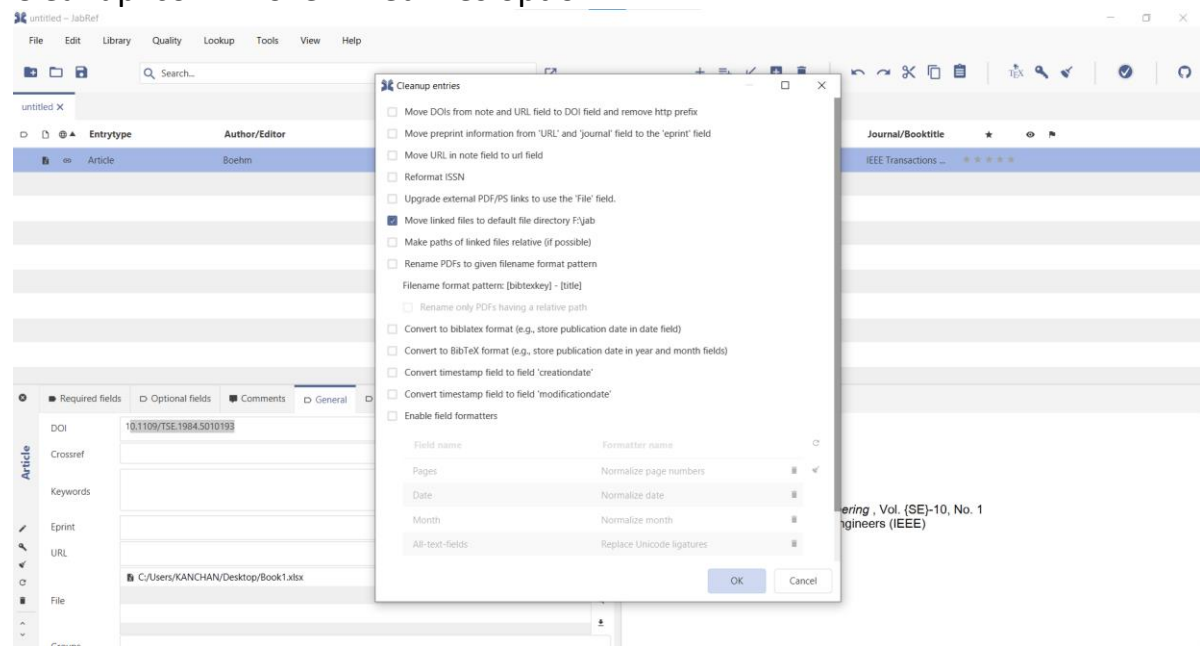 untitled – JabRef
File Edit Library Quality Lookup Tools View Help
Search...
TEX
untitled X
Entrytype Author/Editor Journal/Booktitle
Article Boehm IEEE Transactions ...
Cleanup entries
Move DOIs from note and URL field to DOI field and remove http prefix
Move preprint information from 'URL' and 'journal' field to the 'eprint' field
Move URL in note field to url field
Reformat ISSN
Upgrade external PDF/PS links to use the 'File' field.
Move linked files to default file directory F:\jab
Make paths of linked files relative (if possible)
Rename PDFs to given filename format pattern
Filename format pattern: [bibtexkey] - [title]
Rename only PDFs having a relative path
Convert to biblatex format (e.g., store publication date in date field)
Convert to BibTeX format (e.g., store publication date in year and month fields)
Convert timestamp field to field 'creationdate'
Convert timestamp field to field 'modificationdate'
Enable field formatters
Field name Formatter name
Pages Normalize page numbers
Date Normalize date
Month Normalize month
All-text-fields Replace Unicode ligatures
OK Cancel
Required fields Optional fields Comments General
Article
DOI 10.1109/TSE.1984.5010193
Crossref
Keywords
Eprint
URL
File C:/Users/KANCHAN/Desktop/Book1.xlsx
ering , Vol. {SE}-10, No. 1
ngineers (IEEE)